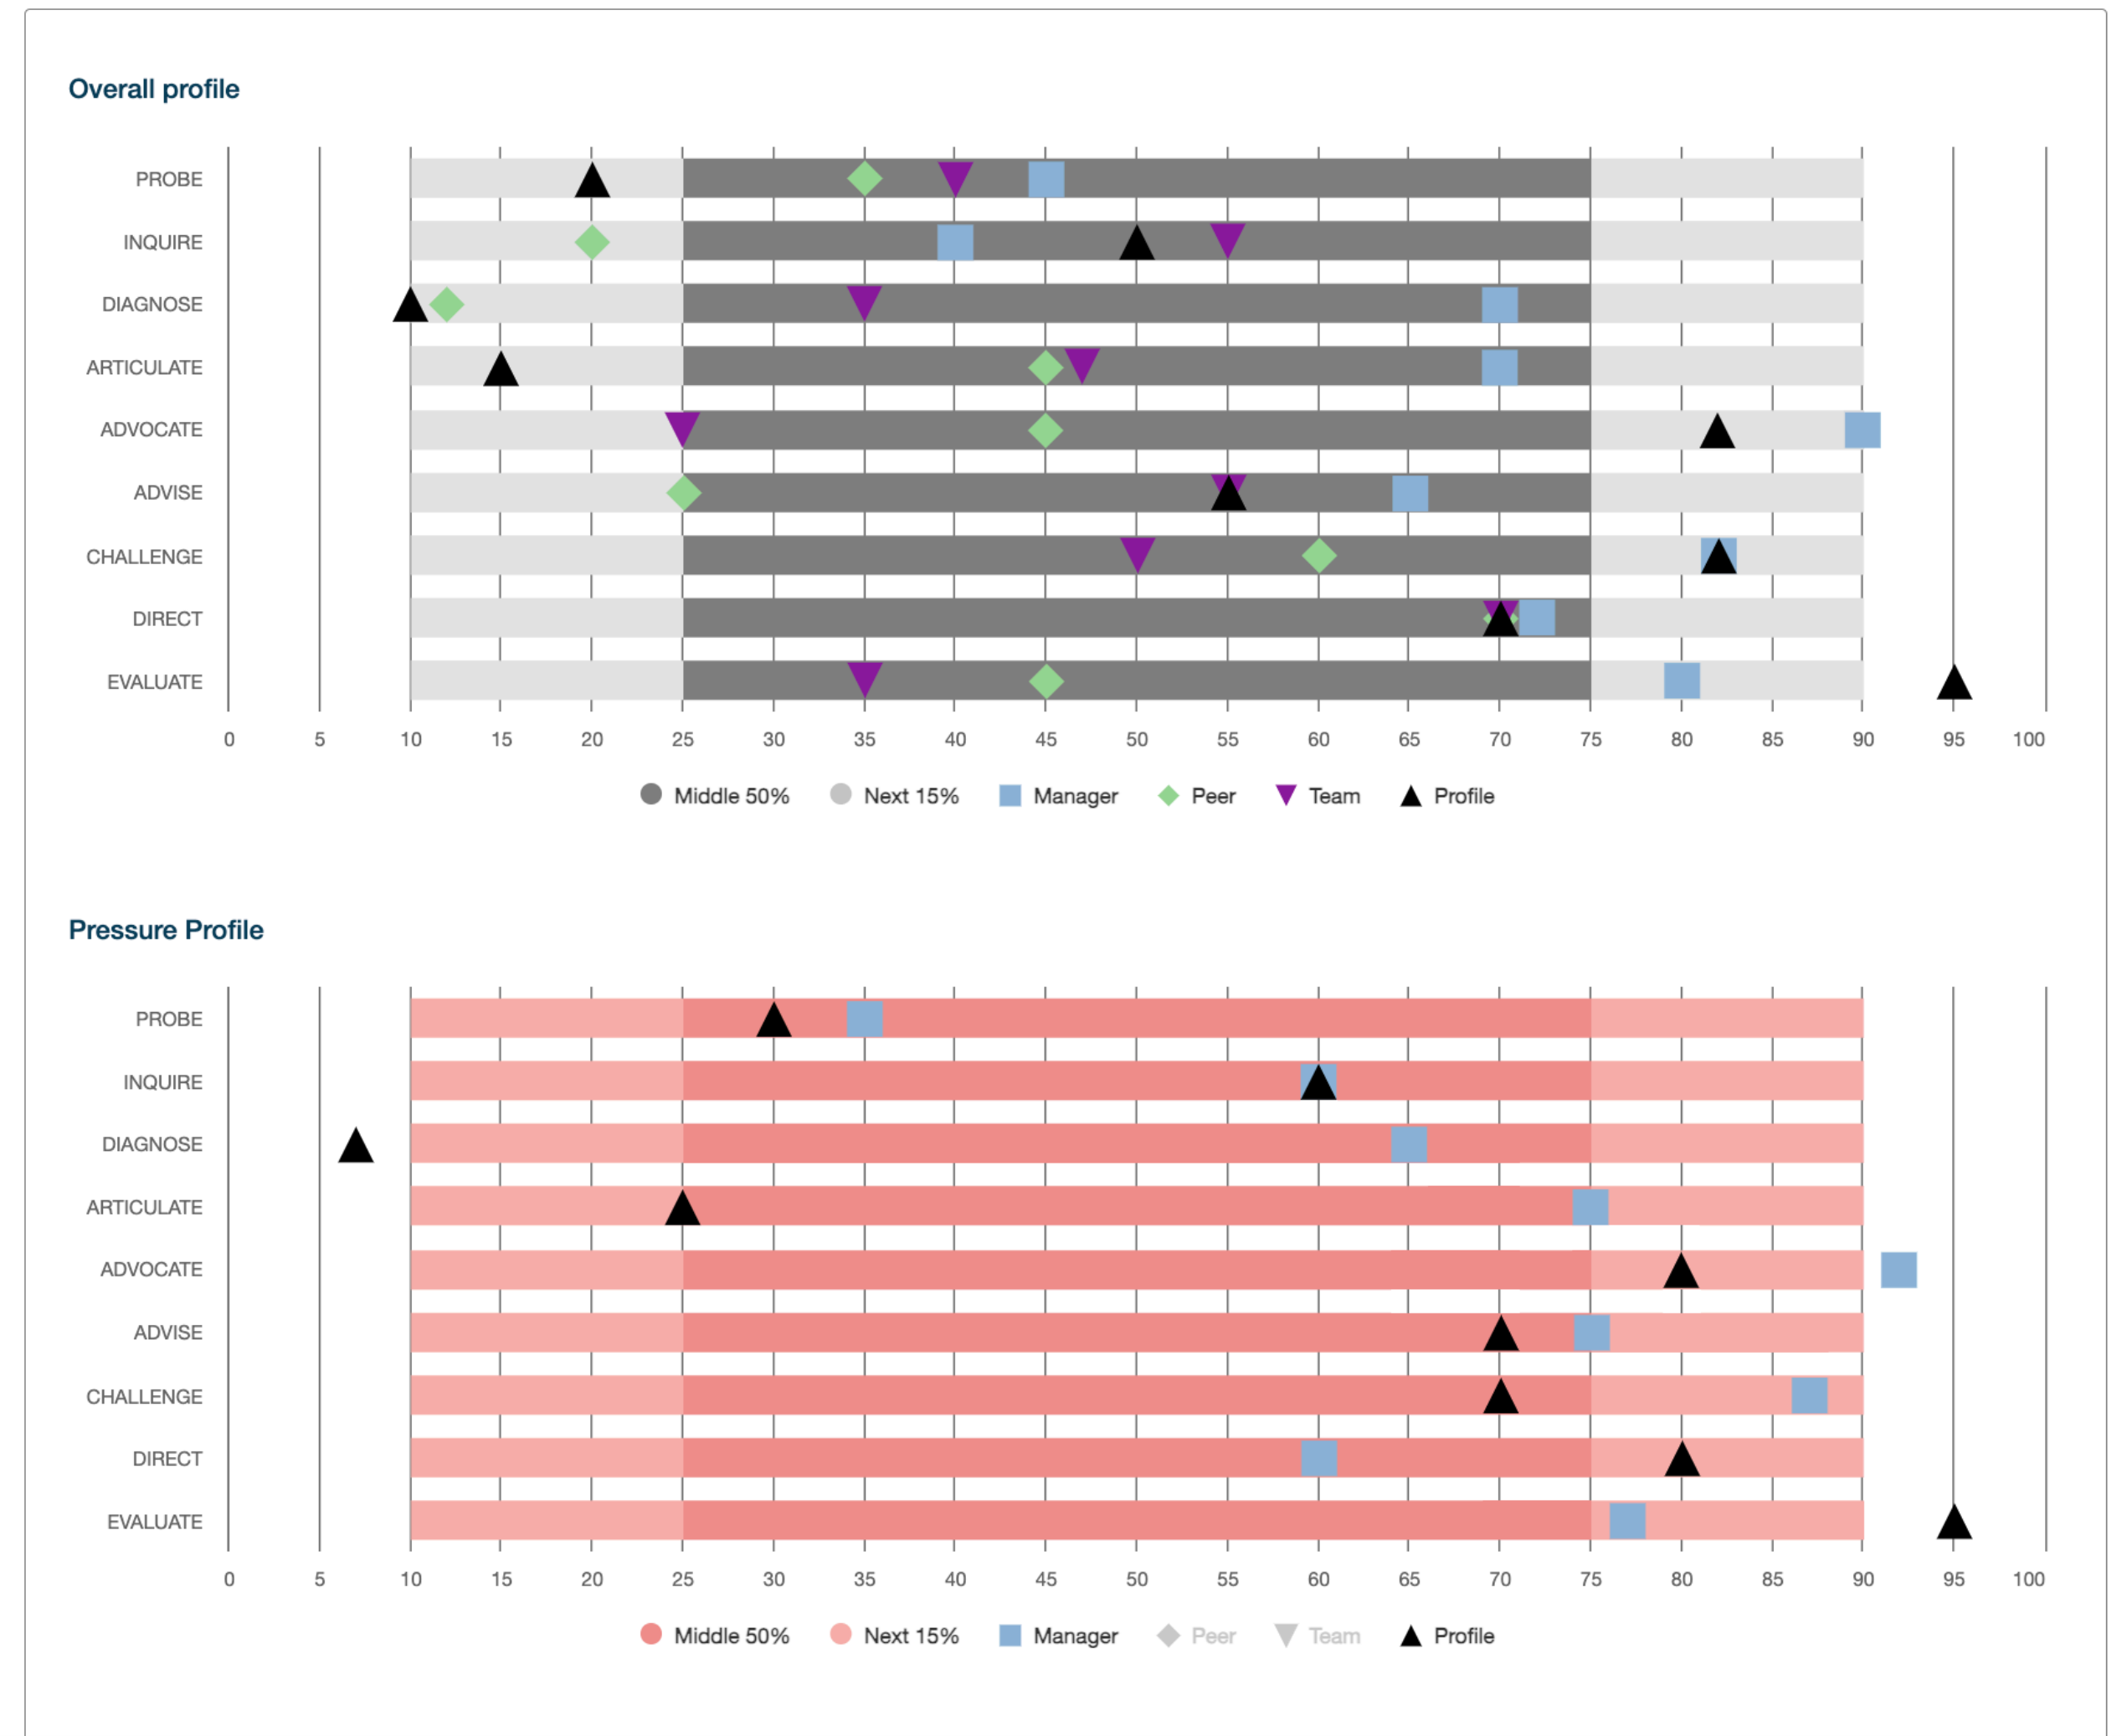 Overall profile
PROBE
INQUIRE
DIAGNOSE
ARTICULATE
ADVOCATE
ADVISE
CHALLENGE
DIRECT
EVALUATE
0 5 10 15 20 25 30 35 40 45 50 55 60 65 70 75 80 85 90 95 100
Middle 50% Next 15% Manager Peer Team Profile
Pressure Profile
PROBE
INQUIRE
DIAGNOSE
ARTICULATE
ADVOCATE
ADVISE
CHALLENGE
DIRECT
EVALUATE
0 5 10 15 20 25 30 35 40 45 50 55 60 65 70 75 80 85 90 95 100
Middle 50% Next 15% Manager Peer Team Profile